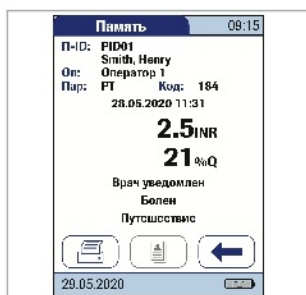 Память 09:15
П-ID: PID01
Smith, Henry
Оп: Оператор 1
Пар: PT Код: 184
28.05.2020 11:31
2.5INR
21%Q
Врач уведомлен
Болен
Путешествие
29.05.2020